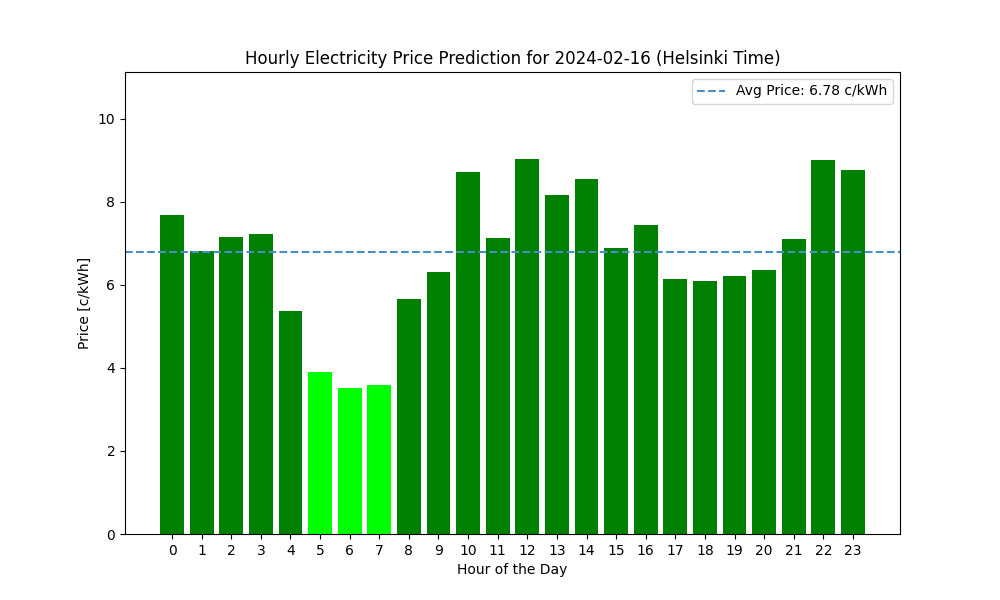 Hourly Electricity Price Prediction for 2024-02-16 (Helsinki Time)
Avg Price: 6.78 c/kWh
Price [c/kWh]
10
8
6
4
2
0
0 1 2 3 4 5 6 7 8 9 10 11 12 13 14 15 16 17 18 19 20 21 22 23
Hour of the Day